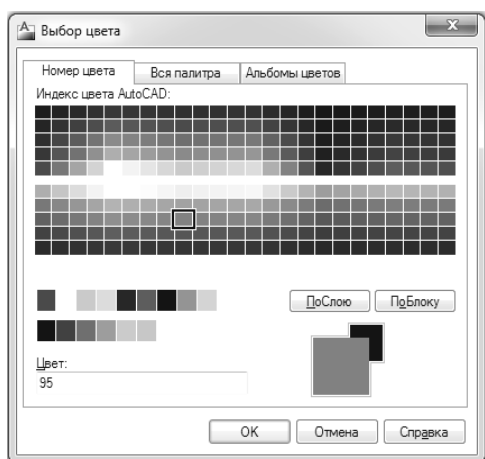 Выбор цвета
Номер цвета Вся палитра Альбомы цветов
Индекс цвета AutoCAD:
ПоСлою ПоБлоку
Цвет:
95
OK Отмена Справка